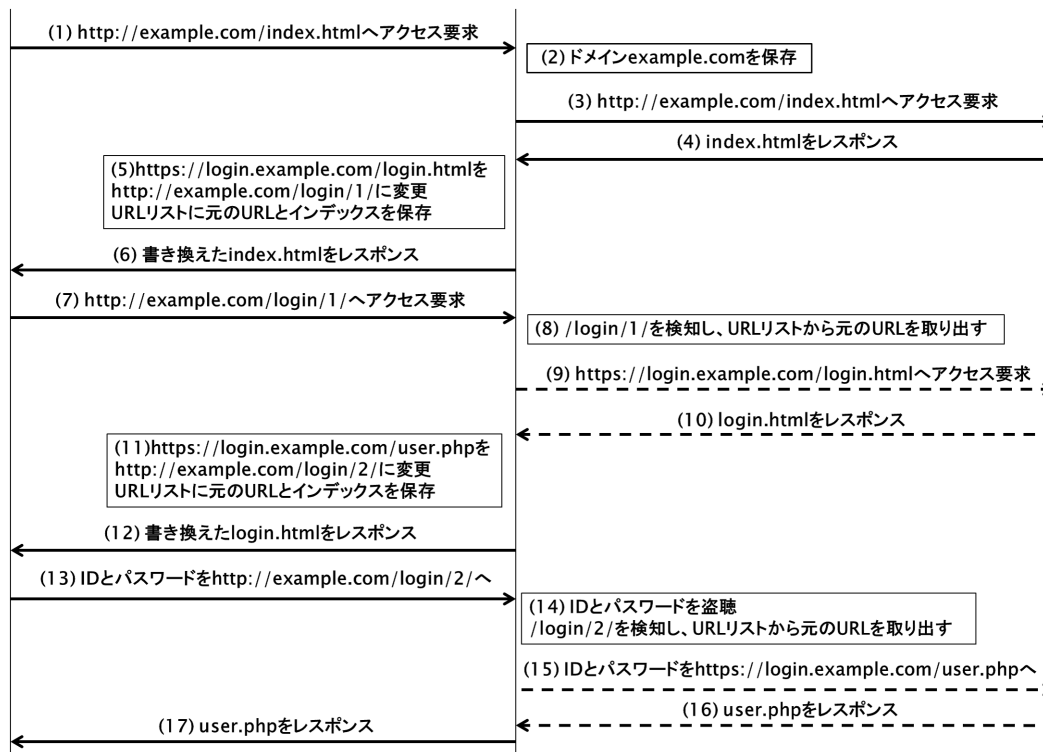 (1) http://example.com/index.htmlへアクセス要求
(2) ドメインexample.comを保存
(3) http://example.com/index.htmlへアクセス要求
(4) index.htmlをレスポンス
(5)https://login.example.com/login.htmlを
http://example.com/login/1/に変更
URLリストに元のURLとインデックスを保存
(6) 書き換えたindex.htmlをレスポンス
(7) http://example.com/login/1/へアクセス要求
(8) /login/1/を検知し、URLリストから元のURLを取り出す
(9) https://login.example.com/login.htmlへアクセス要求
(10) login.htmlをレスポンス
(11)https://login.example.com/user.phpを
http://example.com/login/2/に変更
URLリストに元のURLとインデックスを保存
(12) 書き換えたlogin.htmlをレスポンス
(13) IDとパスワードをhttp://example.com/login/2/へ
(14) IDとパスワードを盗聴
/login/2/を検知し、URLリストから元のURLを取り出す
(15) IDとパスワードをhttps://login.example.com/user.phpへ
(16) user.phpをレスポンス
(17) user.phpをレスポンス